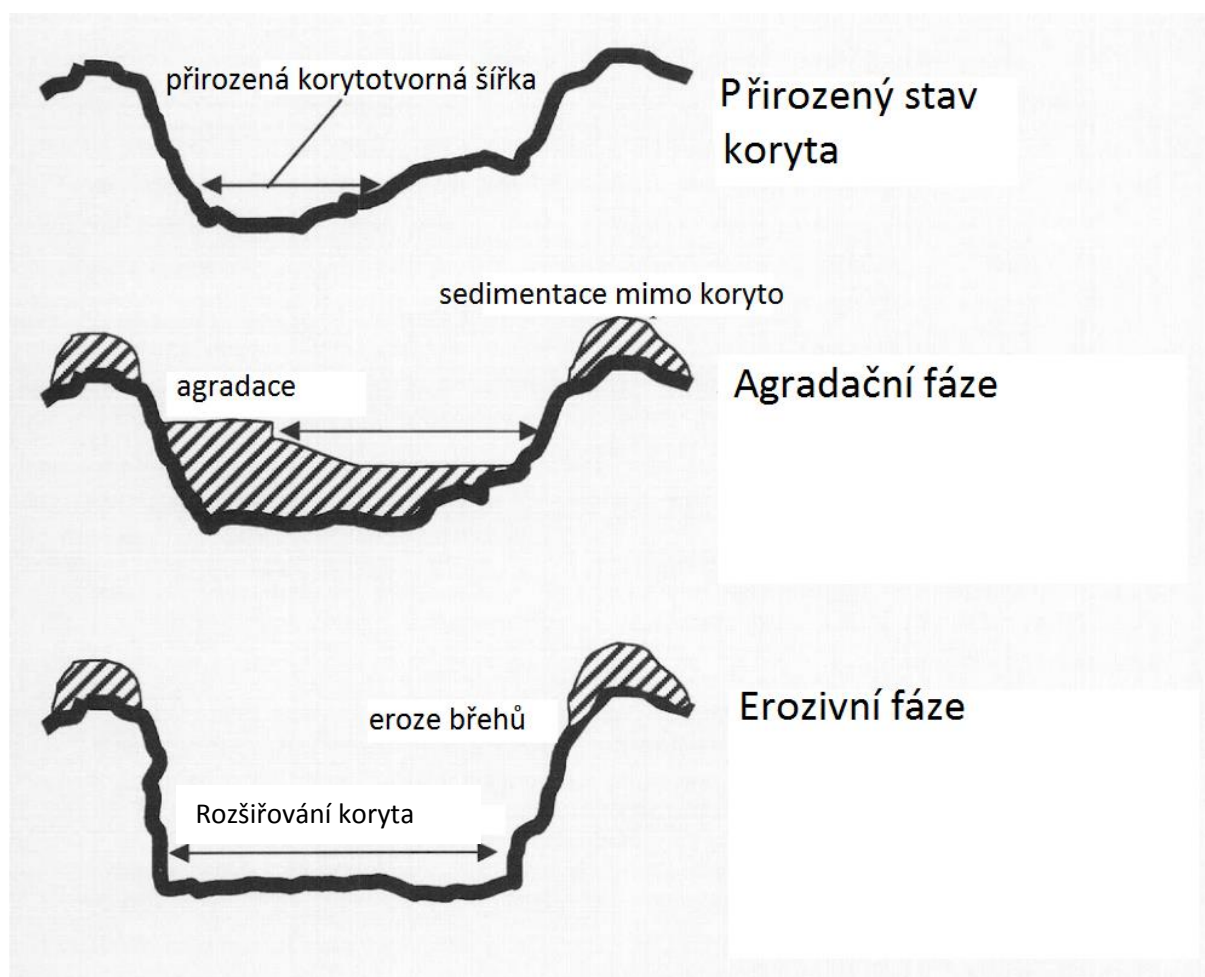 přirozená korytotvorná šířka
Přirozený stav
koryta
sedimentace mimo koryto
agradace
Agradační fáze
eroze břehů
Erozivní fáze
Rozšiřování koryta